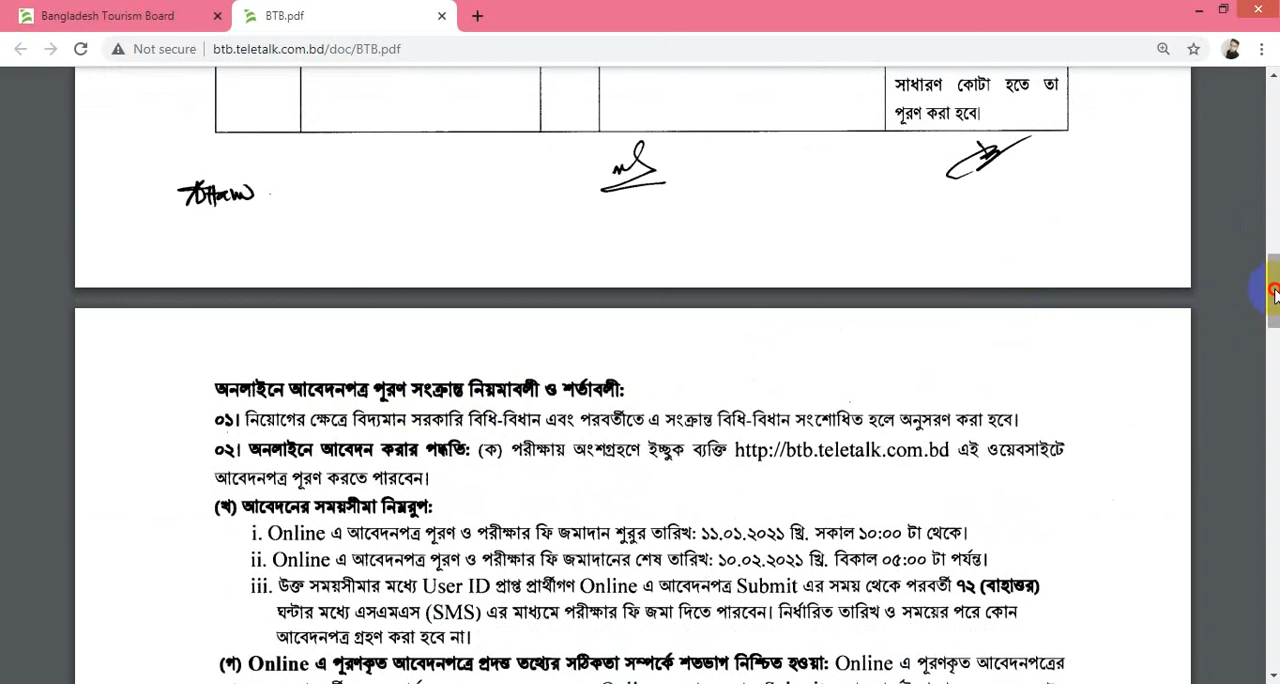 Bangladesh Tourism Board
BTB.pdf
Not secure
btb.teletalk.com.bd/doc/BTB.pdf
সাধারণ কোটা হতে তা
পূরণ করা হবে।
অনলাইনে আবেদনপত্র পূরণ সংক্রান্ত নিয়মাবলী ও শর্তাবলী:
০১। নিয়োগের ক্ষেত্রে বিদ্যমান সরকারি বিধি-বিধান এবং পরবর্তীতে এ সংক্রান্ত বিধি-বিধান সংশোধিত হলে অনুসরণ করা হবে।
০২। অনলাইনে আবেদন করার পদ্ধতি: (ক) পরীক্ষায় অংশগ্রহণে ইচ্ছুক ব্যক্তি http://btb.teletalk.com.bd এই ওয়েবসাইটে
আবেদনপত্র পূরণ করতে পারবেন।
(খ) আবেদনের সময়সীমা নিম্নরুপ:
i. Online এ আবেদনপত্র পূরণ ও পরীক্ষার ফি জমাদান শুরুর তারিখ: ১১.০১.২০২১ খ্রি. সকাল ১০:০০ টা থেকে।
ii. Online এ আবেদনপত্র পূরণ ও পরীক্ষার ফি জমাদানের শেষ তারিখ: ১০.০২.২০২১ খ্রি. বিকাল ০৫:০০ টা পর্যন্ত।
iii. উক্ত সময়সীমার মধ্যে User ID প্রাপ্ত প্রার্থীগণ Online এ আবেদনপত্র Submit এর সময় থেকে পরবর্তী ৭২ (বাহাত্তর)
ঘন্টার মধ্যে এসএমএস (SMS) এর মাধ্যমে পরীক্ষার ফি জমা দিতে পারবেন। নির্ধারিত তারিখ ও সময়ের পরে কোন
আবেদনপত্র গ্রহণ করা হবে না।
(গ) Online এ পূরণকৃত আবেদনপত্রে প্রদত্ত তথ্যের সঠিকতা সম্পর্কে শতভাগ নিশ্চিত হওয়া: Online এ পূরণকৃত আবেদনপত্রের